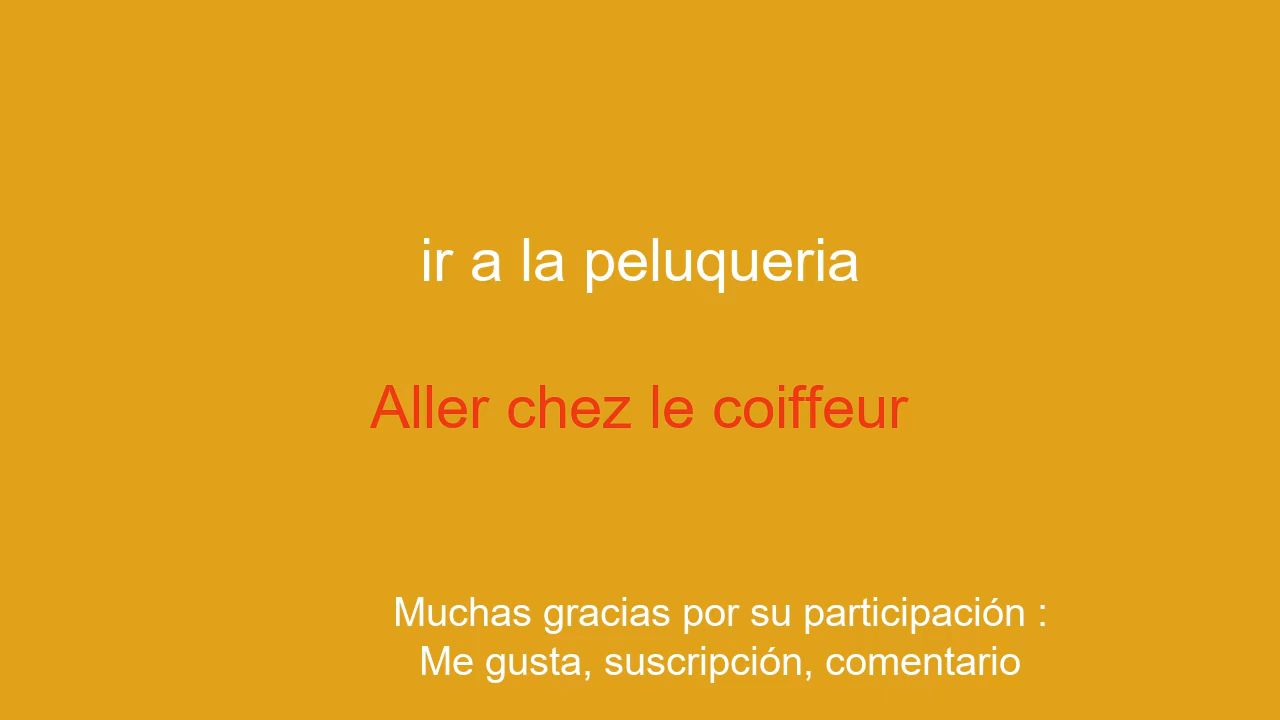 ir a la peluqueria
Aller chez le coiffeur
Muchas gracias por su participación :
Me gusta, suscripción, comentario